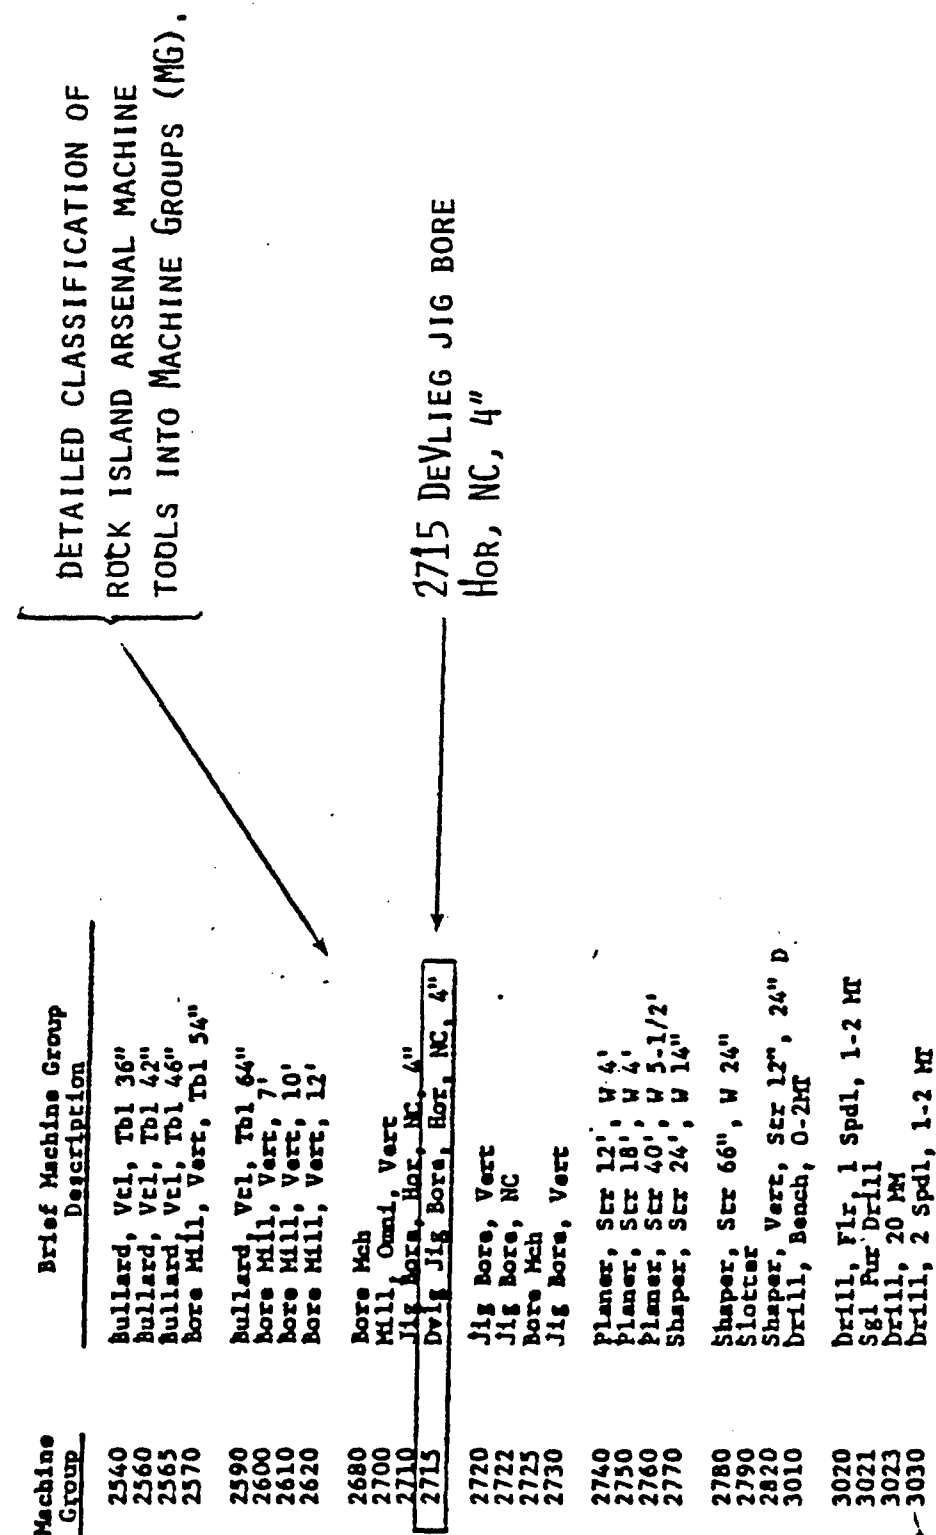 DETAILED CLASSIFICATION OF
ROCK ISLAND ARSENAL MACHINE
TOOLS INTO MACHINE GROUPS (MG).
2715 DEVLIEG JIG BORE
HOR, NC, 4"
Machine Group Brief Machine Group Description
2540 Bullard, Vtl, Tbl 36"
2560 Bullard, Vtl, Tbl 42"
2565 Bullard, Vtl, Tbl 46"
2570 Bore Mill, Vert, Tbl 54"
2590 Bullard, Vtl, Tbl 64"
2600 Bore Mill, Vert, 7'
2610 Bore Mill, Vert, 10'
2620 Bore Mill, Vert, 12'
2680 Bore Mch
2700 Mill, Omni, Vert
2710 Jig Bore, Hor, NC, 4"
2715 Dvlg Jig Bore, Hor, NC, 4"
2720 Jig Bore, Vert
2722 Jig Bore, NC
2725 Bore Mch
2730 Jig Bore, Vert
2740 Planer, Str 12', W 4'
2750 Planer, Str 18', W 4'
2760 Planer, Str 40', W 5-1/2'
2770 Shaper, Str 24', W 14"
2780 Shaper, Str 66", W 24"
2790 Slotter
2820 Shaper, Vert, Str 12", 24" D
3010 Drill, Bench, 0-2MT
3020 Drill, Flr, 1 Spdl, 1-2 MT
3021 Sgl Pur Drill
3023 Drill, 20 MM
3030 Drill, 2 Spdl, 1-2 MT